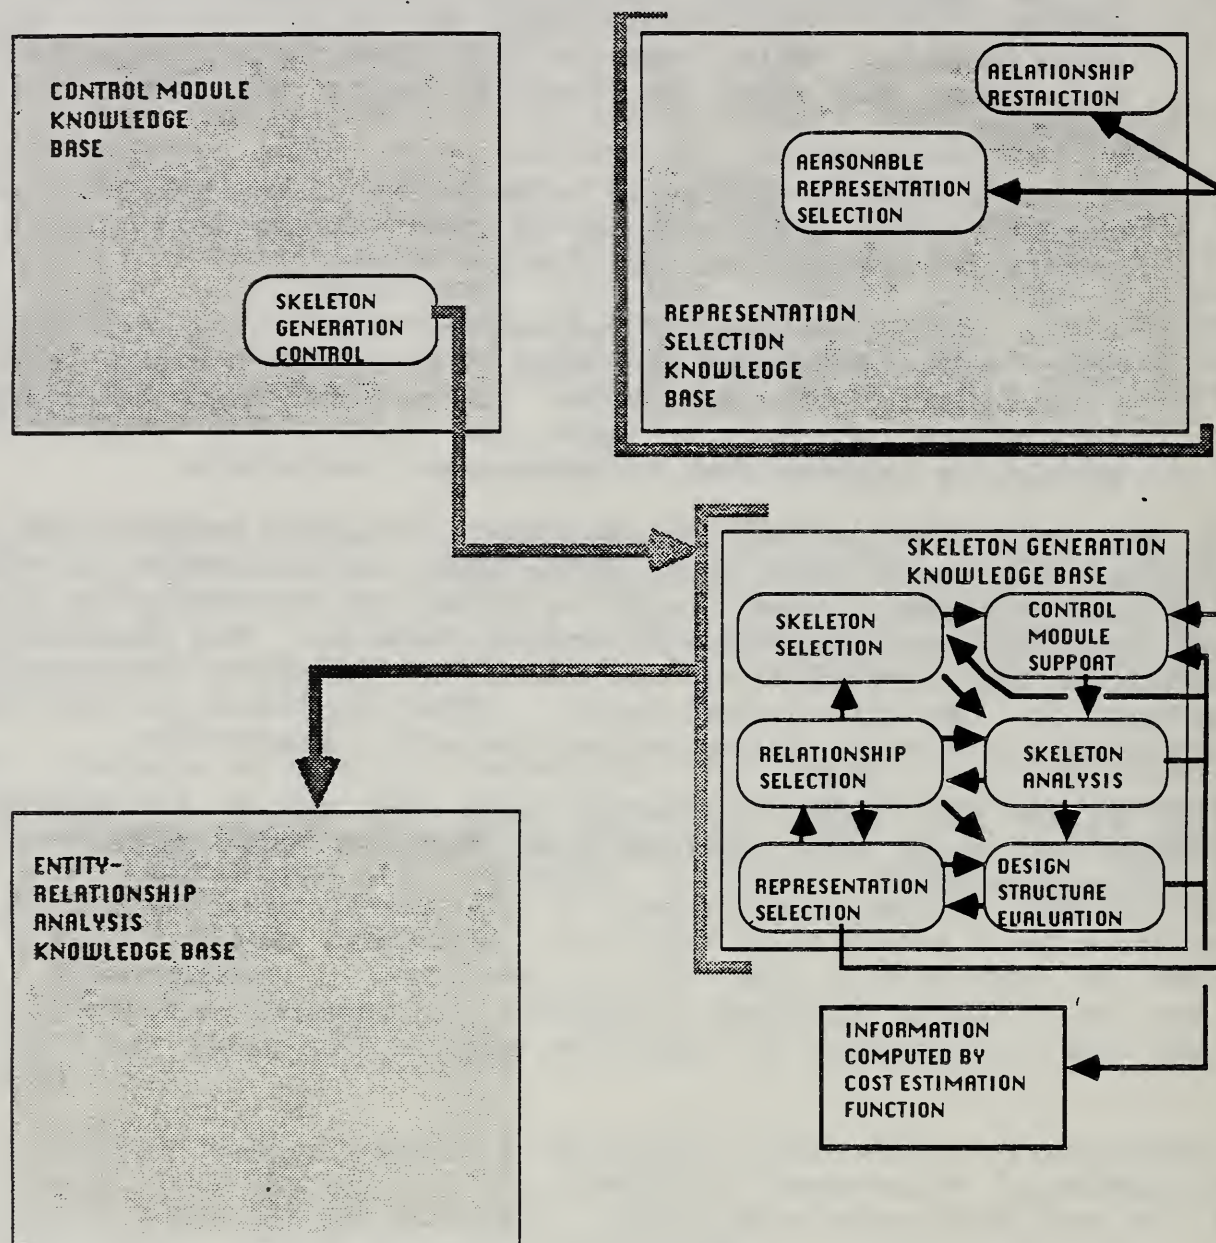 CONTROL MODULE
KNOWLEDGE
BASE
SKELETON
GENERATION
CONTROL
RELATIONSHIP
RESTRICTION
REASONABLE
REPRESENTATION
SELECTION
REPRESENTATION
SELECTION
KNOWLEDGE
BASE
SKELETON GENERATION
KNOWLEDGE BASE
SKELETON
SELECTION
CONTROL
MODULE
SUPPORT
RELATIONSHIP
SELECTION
SKELETON
ANALYSIS
REPRESENTATION
SELECTION
DESIGN
STRUCTURE
EVALUATION
ENTITY-
RELATIONSHIP
ANALYSIS
KNOWLEDGE BASE
INFORMATION
COMPUTED BY
COST ESTIMATION
FUNCTION